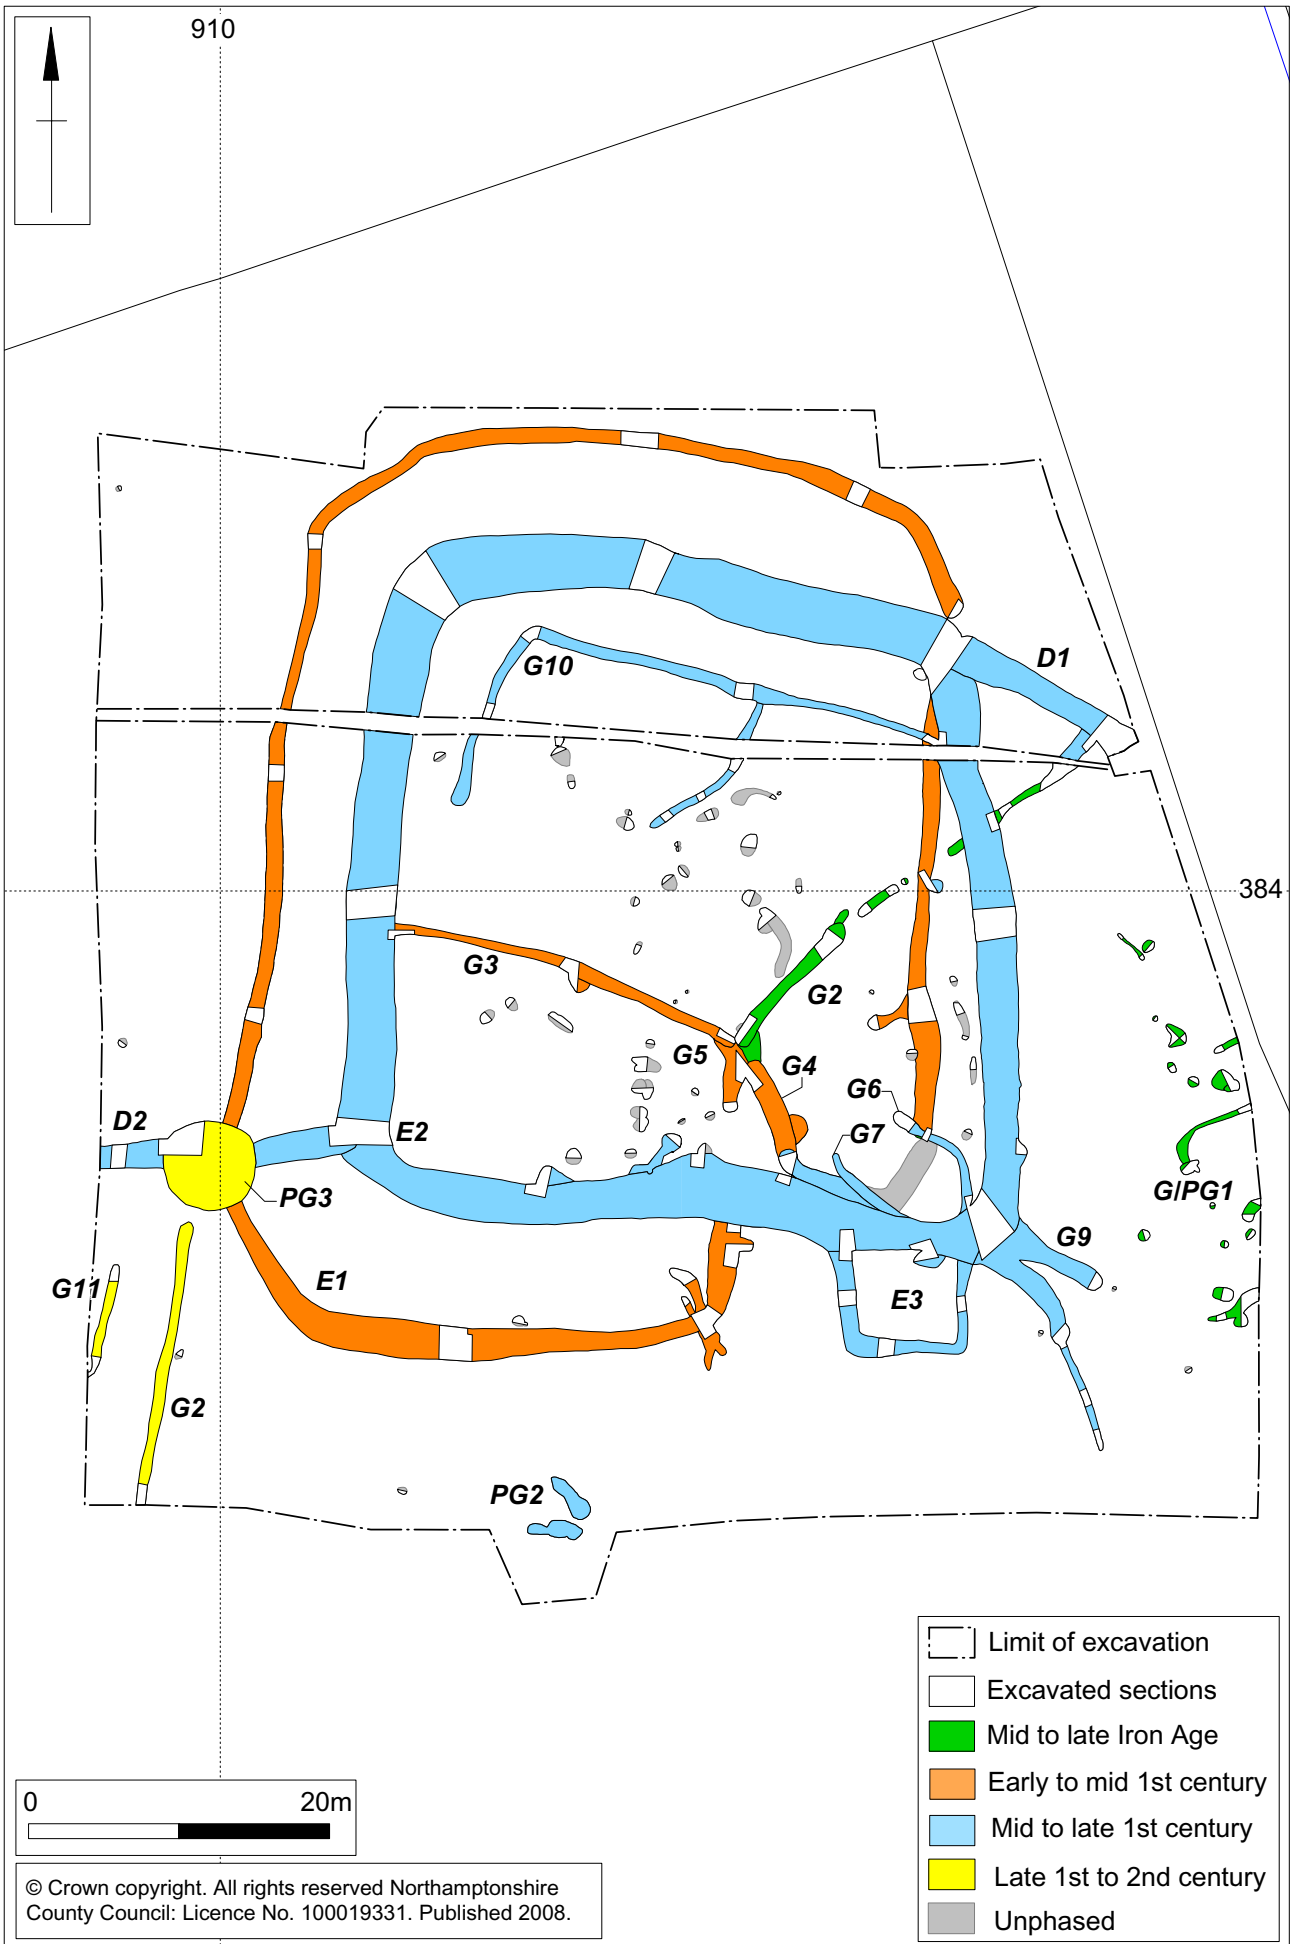 910
D1
G10
384
G3
G2
G5
G4
G6
D2
E2
G7
PG3
G/PG1
G9
G11
E1
E3
G2
PG2
Limit of excavation
Excavated sections
Mid to late Iron Age
Early to mid 1st century
Mid to late 1st century
Late 1st to 2nd century
Unphased
0 20m
© Crown copyright. All rights reserved Northamptonshire
County Council: Licence No. 100019331. Published 2008.